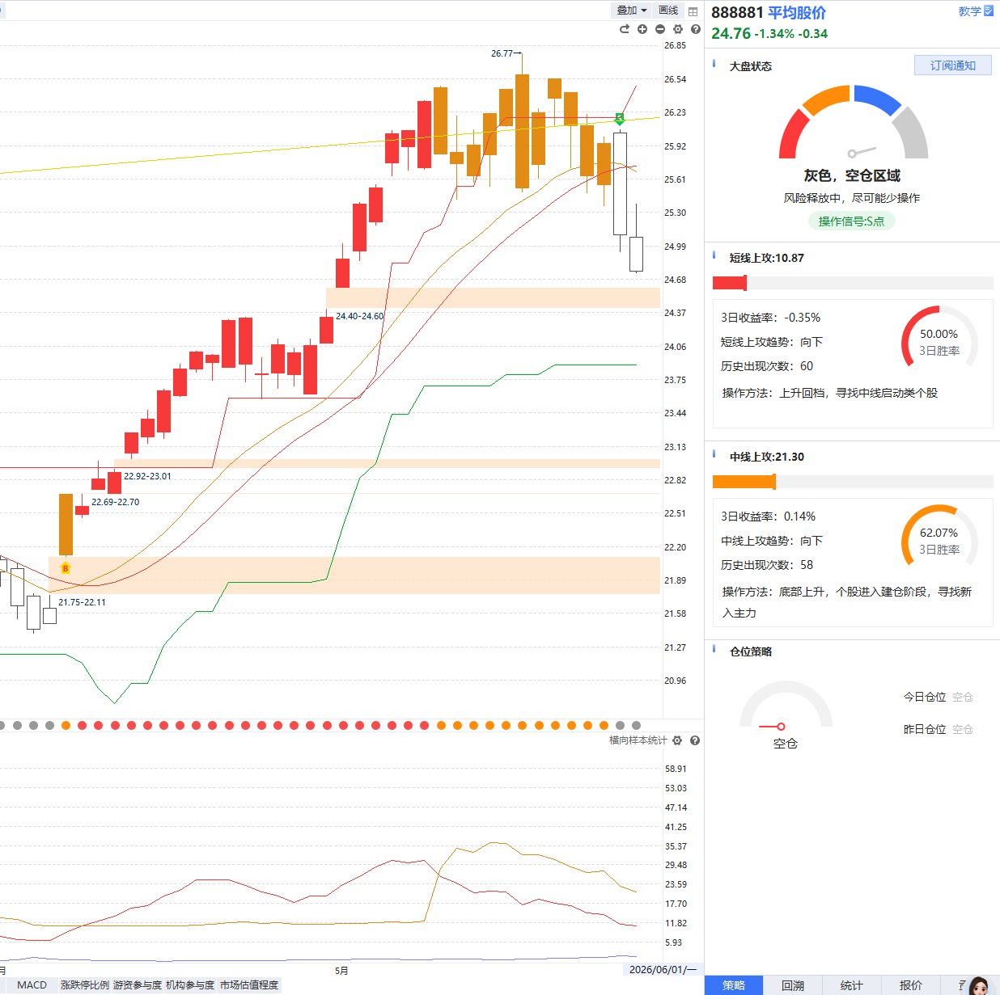 叠加 画线
888881 平均股价 教学
24.76 -1.34% -0.34
大盘状态 订阅通知
灰色，空仓区域
风险释放中，尽可能少操作
操作信号:S点
短线上攻:10.87
3日收益率：-0.35%
短线上攻趋势：向下
历史出现次数：60
50.00%
3日胜率
操作方法：上升回档，寻找中线启动类个股
中线上攻:21.30
3日收益率：0.14%
中线上攻趋势：向下
历史出现次数：58
62.07%
3日胜率
操作方法：底部上升，个股进入建仓阶段，寻找新
入主力
仓位策略
今日仓位 空仓
昨日仓位 空仓
空仓
26.77→
S
24.40-24.60
22.92-23.01
22.69-22.70
B
21.75-22.11
26.85
26.54
26.23
25.92
25.61
25.30
24.99
24.68
24.37
24.06
23.75
23.44
23.13
22.82
22.51
22.20
21.89
21.58
21.27
20.96
横向样本统计
58.91
53.03
47.14
41.25
35.37
29.48
23.59
17.70
11.82
5.93
月 5月 2026/06/01/一
MACD 涨跌停比例 游资参与度 机构参与度 市场估值程度
策略 回溯 统计 报价